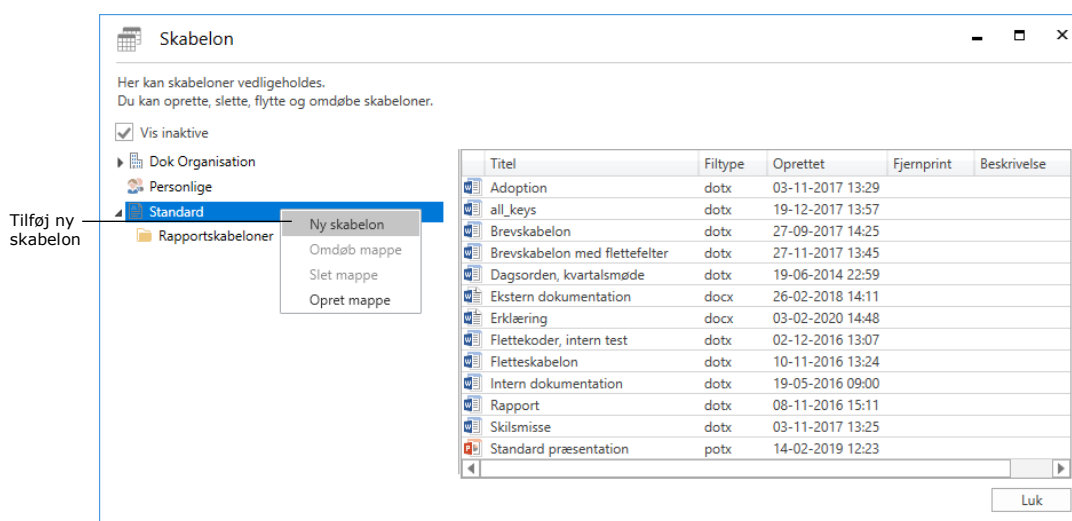 Skabelon
Her kan skabeloner vedligeholdes.
Du kan oprette, slette, flytte og omdøbe skabeloner.
Vis inaktive
Dok Organisation
Personlige
Standard
Rapportskabeloner
Tilføj ny
skabelon
Ny skabelon
Omdøb mappe
Slet mappe
Opret mappe
Titel Filtype Oprettet Fjernprint Beskrivelse
Adoption dotx 03-11-2017 13:29
all_keys dotx 19-12-2017 13:57
Brevskabelon dotx 27-09-2017 14:25
Brevskabelon med flettefelter dotx 27-11-2017 13:45
Dagsorden, kvartalsmøde dotx 19-06-2014 22:59
Ekstern dokumentation docx 26-02-2018 14:11
Erklæring docx 03-02-2020 14:48
Flettekoder, intern test dotx 02-12-2016 13:07
Fletteskabelon dotx 10-11-2016 13:24
Intern dokumentation dotx 19-05-2016 09:00
Rapport dotx 08-11-2016 15:11
Skilsmisse dotx 03-11-2017 13:25
Standard præsentation potx 14-02-2019 12:23
Luk